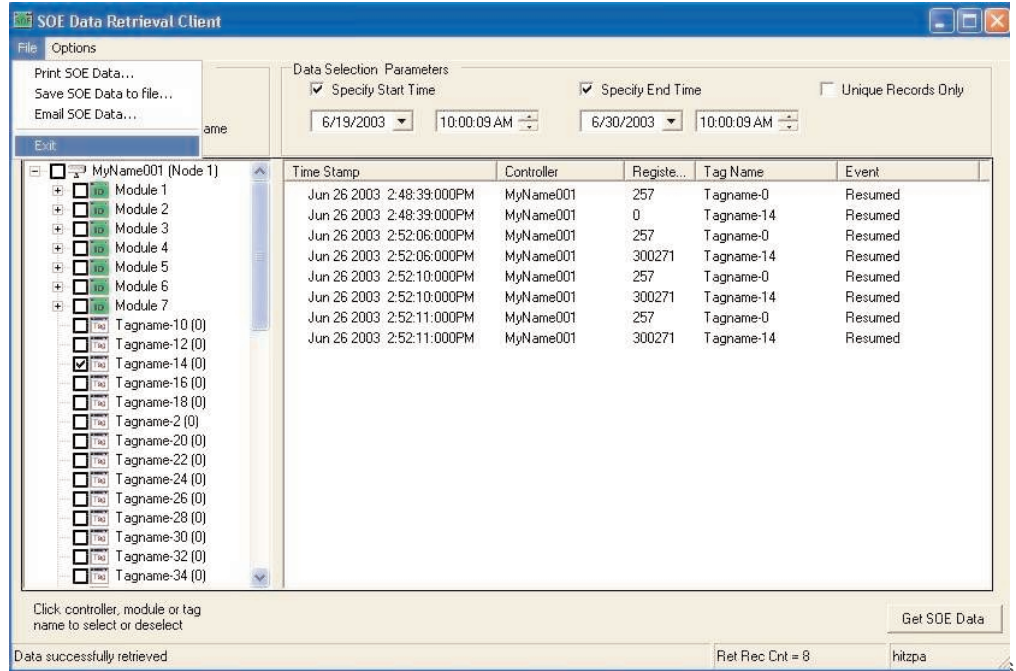 SOE Data Retrieval Client
File Options
Print SOE Data...
Save SOE Data to file...
Email SOE Data...
Exit
ame
Data Selection Parameters
Specify Start Time
Specify End Time
Unique Records Only
6/19/2003 10:00:09 AM 6/30/2003 10:00:09 AM
MyName001 (Node 1)
Module 1
Module 2
Module 3
Module 4
Module 5
Module 6
Module 7
Tagname-10 (0)
Tagname-12 (0)
Tagname-14 (0)
Tagname-16 (0)
Tagname-18 (0)
Tagname-2 (0)
Tagname-20 (0)
Tagname-22 (0)
Tagname-24 (0)
Tagname-26 (0)
Tagname-28 (0)
Tagname-30 (0)
Tagname-32 (0)
Tagname-34 (0)
Time Stamp Controller Registe... Tag Name Event
Jun 26 2003 2:48:39:000PM MyName001 257 Tagname-0 Resumed
Jun 26 2003 2:48:39:000PM MyName001 0 Tagname-14 Resumed
Jun 26 2003 2:52:06:000PM MyName001 257 Tagname-0 Resumed
Jun 26 2003 2:52:06:000PM MyName001 300271 Tagname-14 Resumed
Jun 26 2003 2:52:10:000PM MyName001 257 Tagname-0 Resumed
Jun 26 2003 2:52:10:000PM MyName001 300271 Tagname-14 Resumed
Jun 26 2003 2:52:11:000PM MyName001 257 Tagname-0 Resumed
Jun 26 2003 2:52:11:000PM MyName001 300271 Tagname-14 Resumed
Click controller, module or tag
name to select or deselect
Get SOE Data
Data successfully retrieved
Ret Rec Cnt = 8
hitzpa